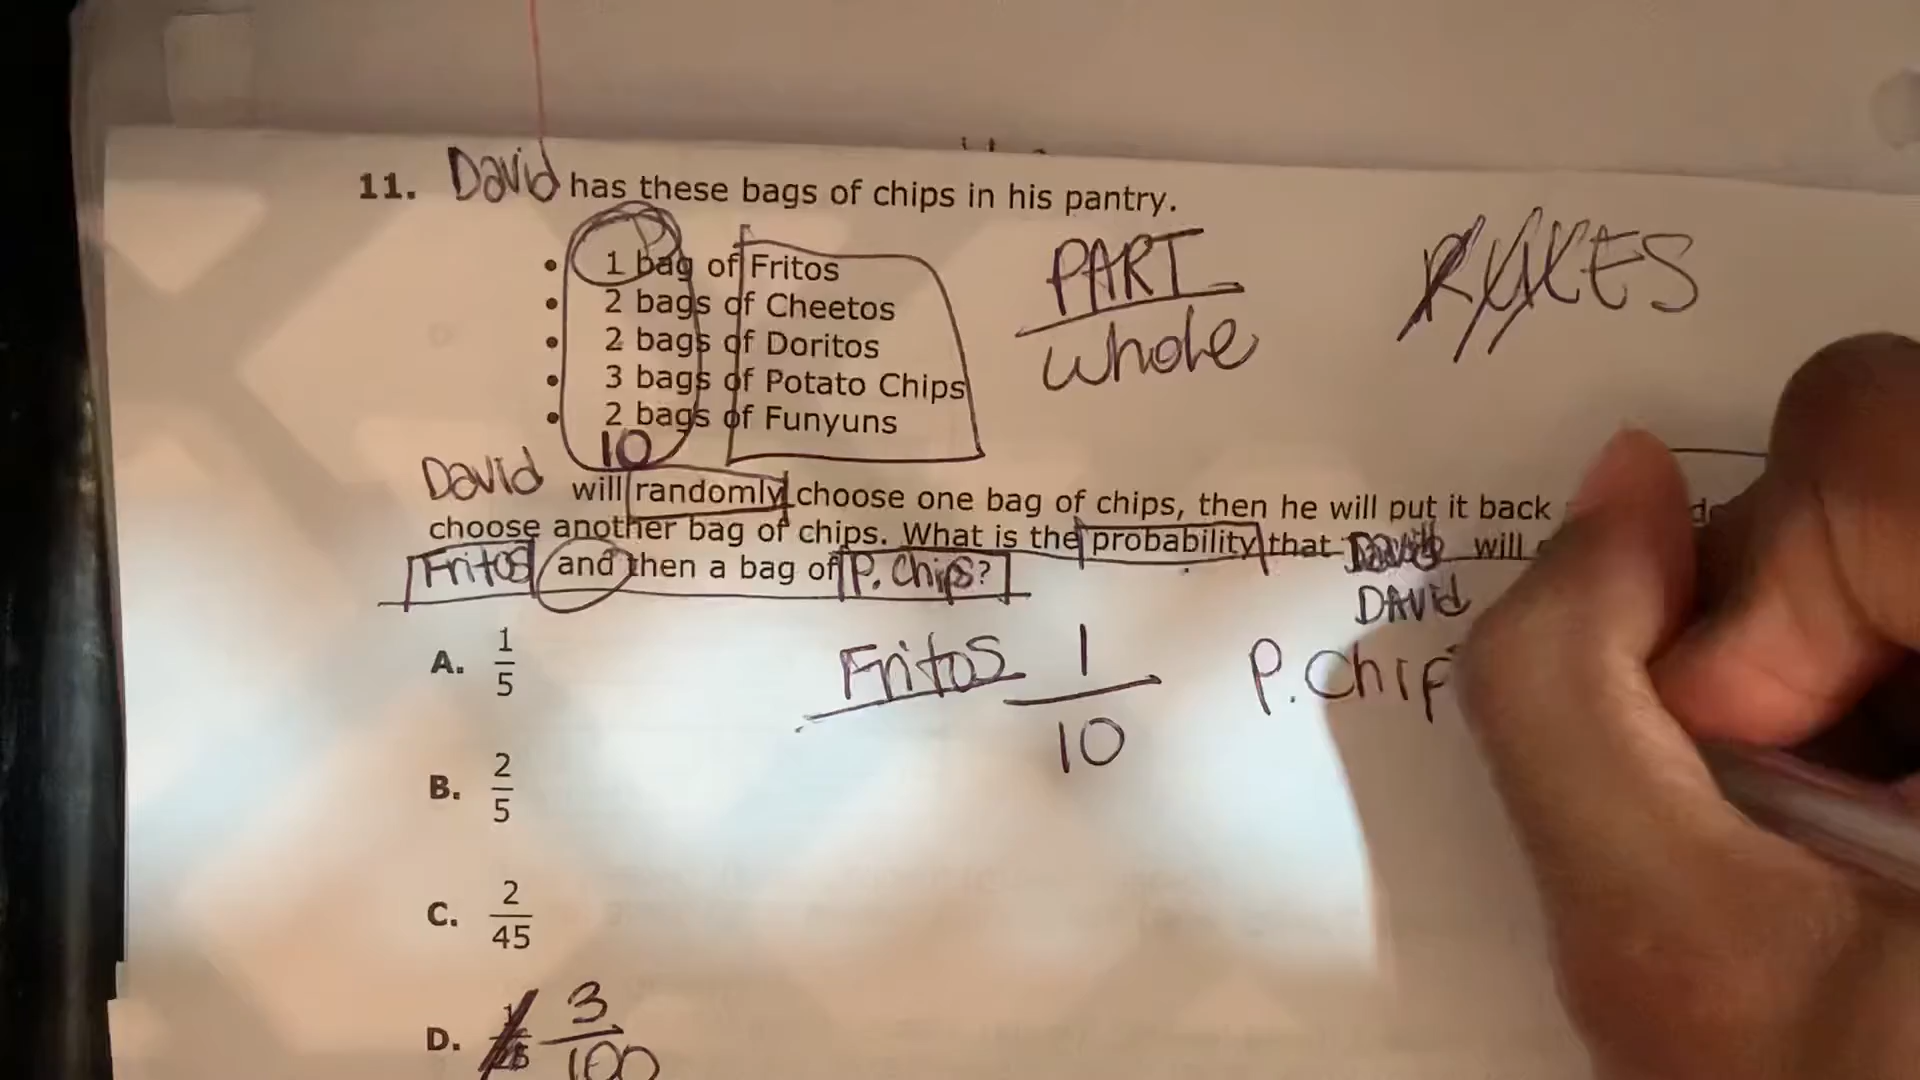 11. David has these bags of chips in his pantry.
• 1 bag of Fritos
• 2 bags of Cheetos
• 2 bags of Doritos
• 3 bags of Potato Chips
• 2 bags of Funyuns
10
PART
whole
RULES
David will randomly choose one bag of chips, then he will put it back
choose another bag of chips. What is the probability that David will
DAVid
Fritos and then a bag of P. Chips?
Fritos 1
10
P. Chip
A. 1
5
B. 2
5
C. 2
45
D. 3
100